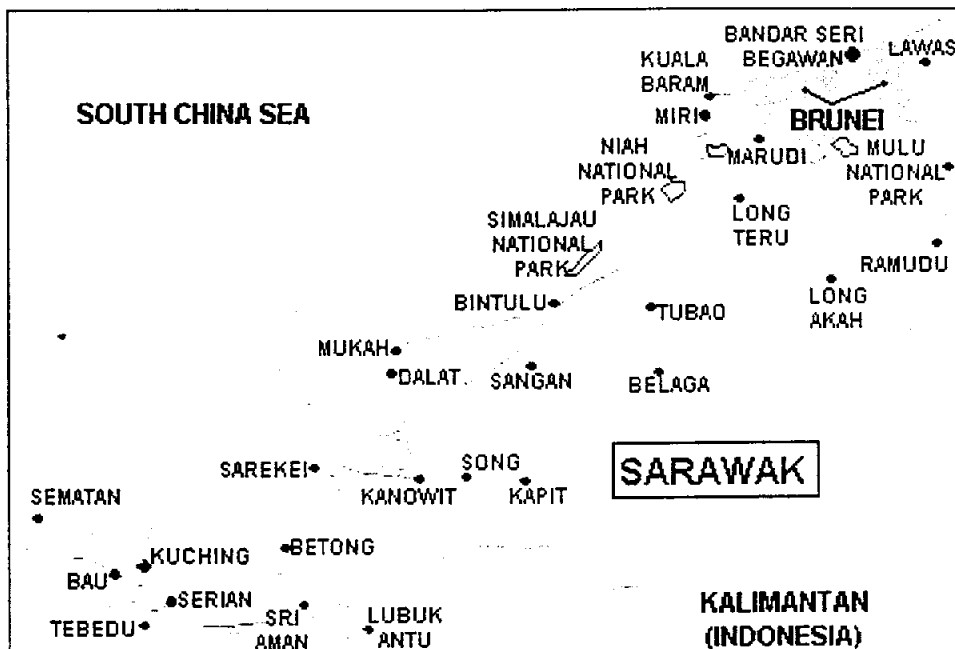 BANDAR SERI
BEGAWAN
LAWAS
KUALA
BARAM
SOUTH CHINA SEA
MIRI
BRUNEI
NIAH
NATIONAL
PARK
MARUDI
MULU
NATIONAL
PARK
SIMALAJAU
NATIONAL
PARK
LONG
TERU
RAMUDU
BINTULU
TUBAO
LONG
AKAH
MUKAH
DALAT
SANGAN
BELAGA
SAREKEI
SONG
SARAWAK
KANOWIT
KAPIT
SEMATAN
KUCHING
BETONG
BAU
SERIAN
TEBEDU
SRI
AMAN
LUBUK
ANTU
KALIMANTAN
(INDONESIA)